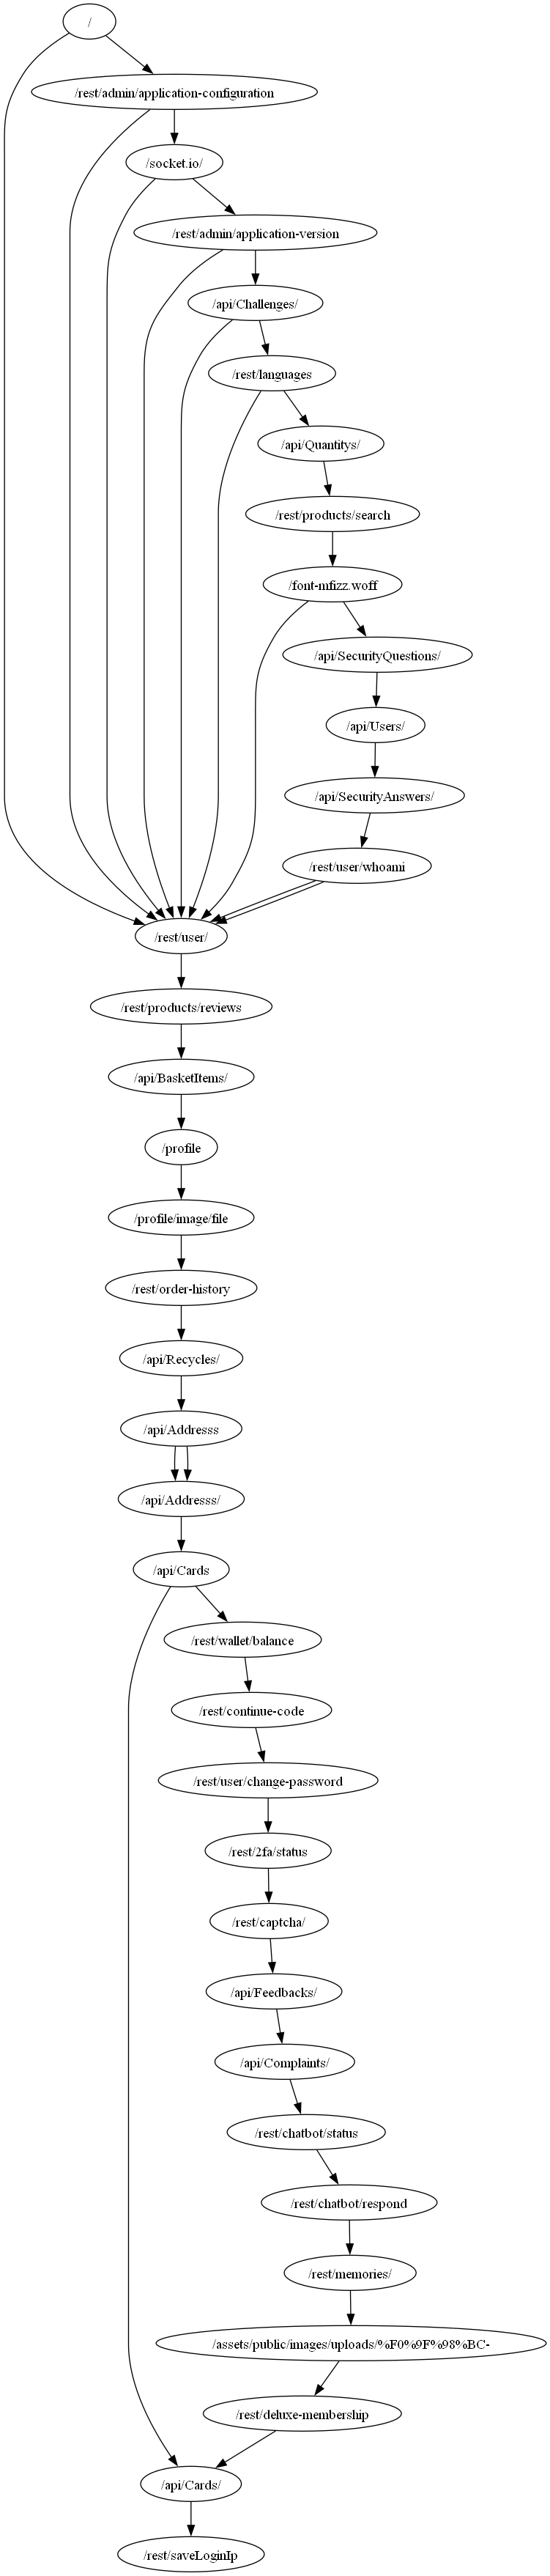 /
/rest/admin/application-configuration
/socket.io/
/rest/admin/application-version
/api/Challenges/
/rest/languages
/api/Quantitys/
/rest/products/search
/font-mfizz.woff
/api/SecurityQuestions/
/api/Users/
/api/SecurityAnswers/
/rest/user/whoami
/rest/user/
/rest/products/reviews
/api/BasketItems/
/profile
/profile/image/file
/rest/order-history
/api/Recycles/
/api/Addresss
/api/Addresss/
/api/Cards
/rest/wallet/balance
/rest/continue-code
/rest/user/change-password
/rest/2fa/status
/rest/captcha/
/api/Feedbacks/
/api/Complaints/
/rest/chatbot/status
/rest/chatbot/respond
/rest/memories/
/assets/public/images/uploads/%F0%9F%98%BC-
/rest/deluxe-membership
/api/Cards/
/rest/saveLoginIp